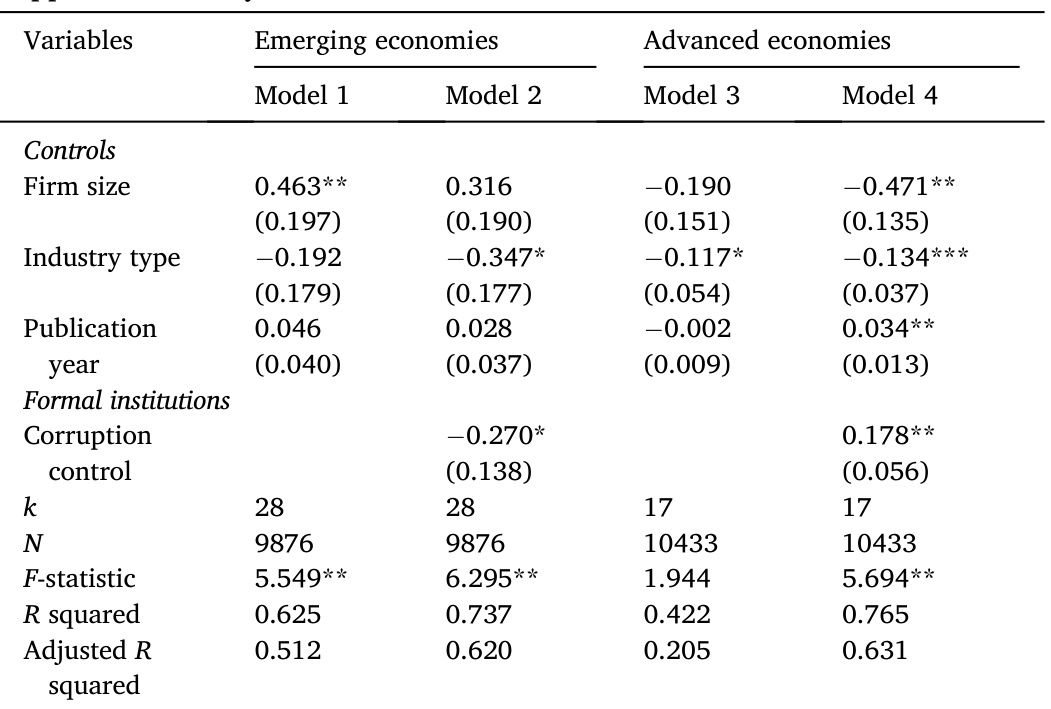 Variables Emerging economies Advanced economies
Model 1 Model 2 Model 3 Model 4
Controls
Firm size 0.463** 0.316 −0.190 −0.471**
(0.197) (0.190) (0.151) (0.135)
Industry type −0.192 −0.347* −0.117* −0.134***
(0.179) (0.177) (0.054) (0.037)
Publication 0.046 0.028 −0.002 0.034**
year (0.040) (0.037) (0.009) (0.013)
Formal institutions
Corruption −0.270* 0.178**
control (0.138) (0.056)
k 28 28 17 17
N 9876 9876 10433 10433
F-statistic 5.549** 6.295** 1.944 5.694**
R squared 0.625 0.737 0.422 0.765
Adjusted R 0.512 0.620 0.205 0.631
squared